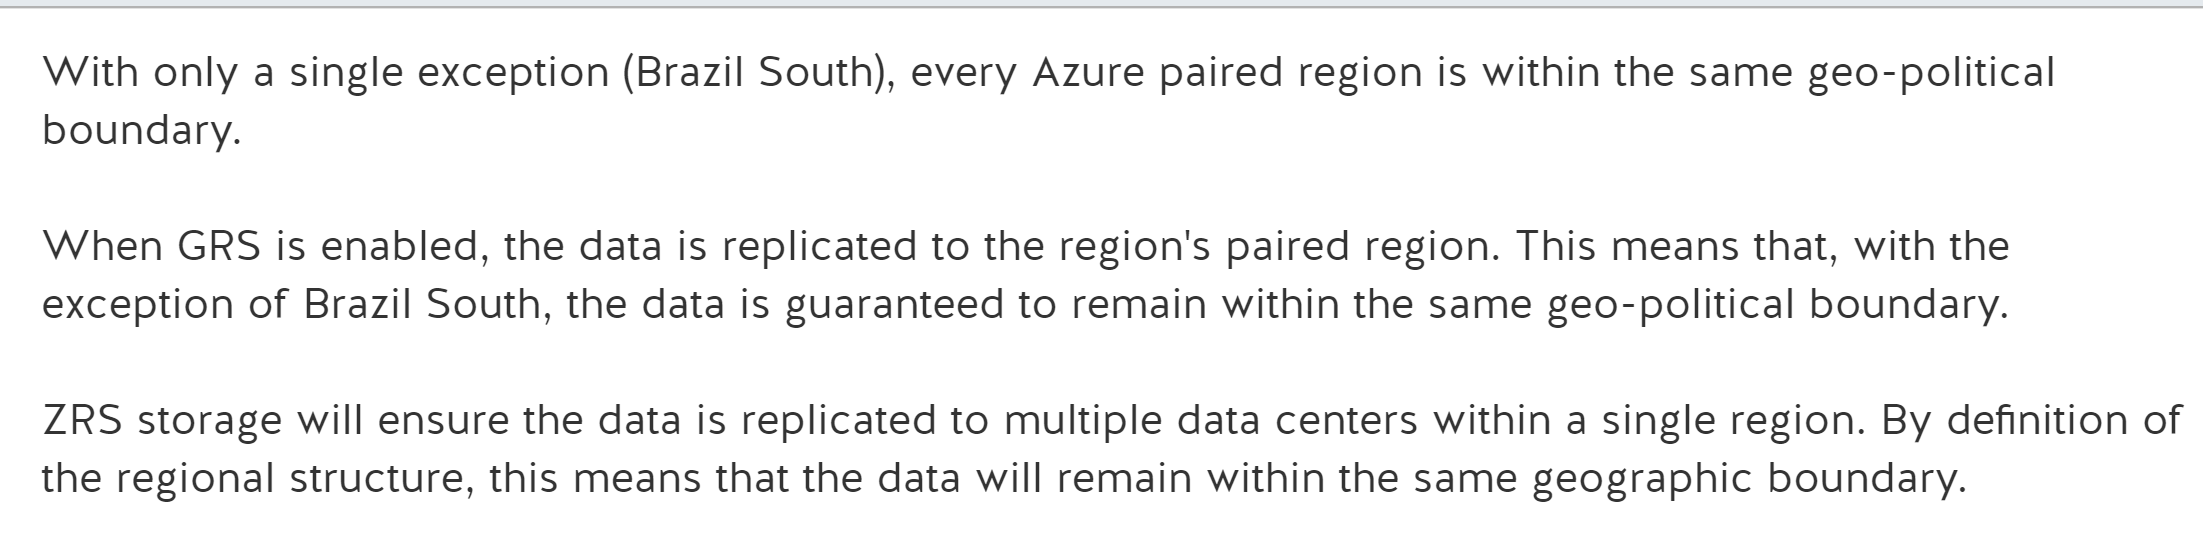 With only a single exception (Brazil South), every Azure paired region is within the same geo-political
boundary.
When GRS is enabled, the data is replicated to the region's paired region. This means that, with the
exception of Brazil South, the data is guaranteed to remain within the same geo-political boundary.
ZRS storage will ensure the data is replicated to multiple data centers within a single region. By definition of
the regional structure, this means that the data will remain within the same geographic boundary.